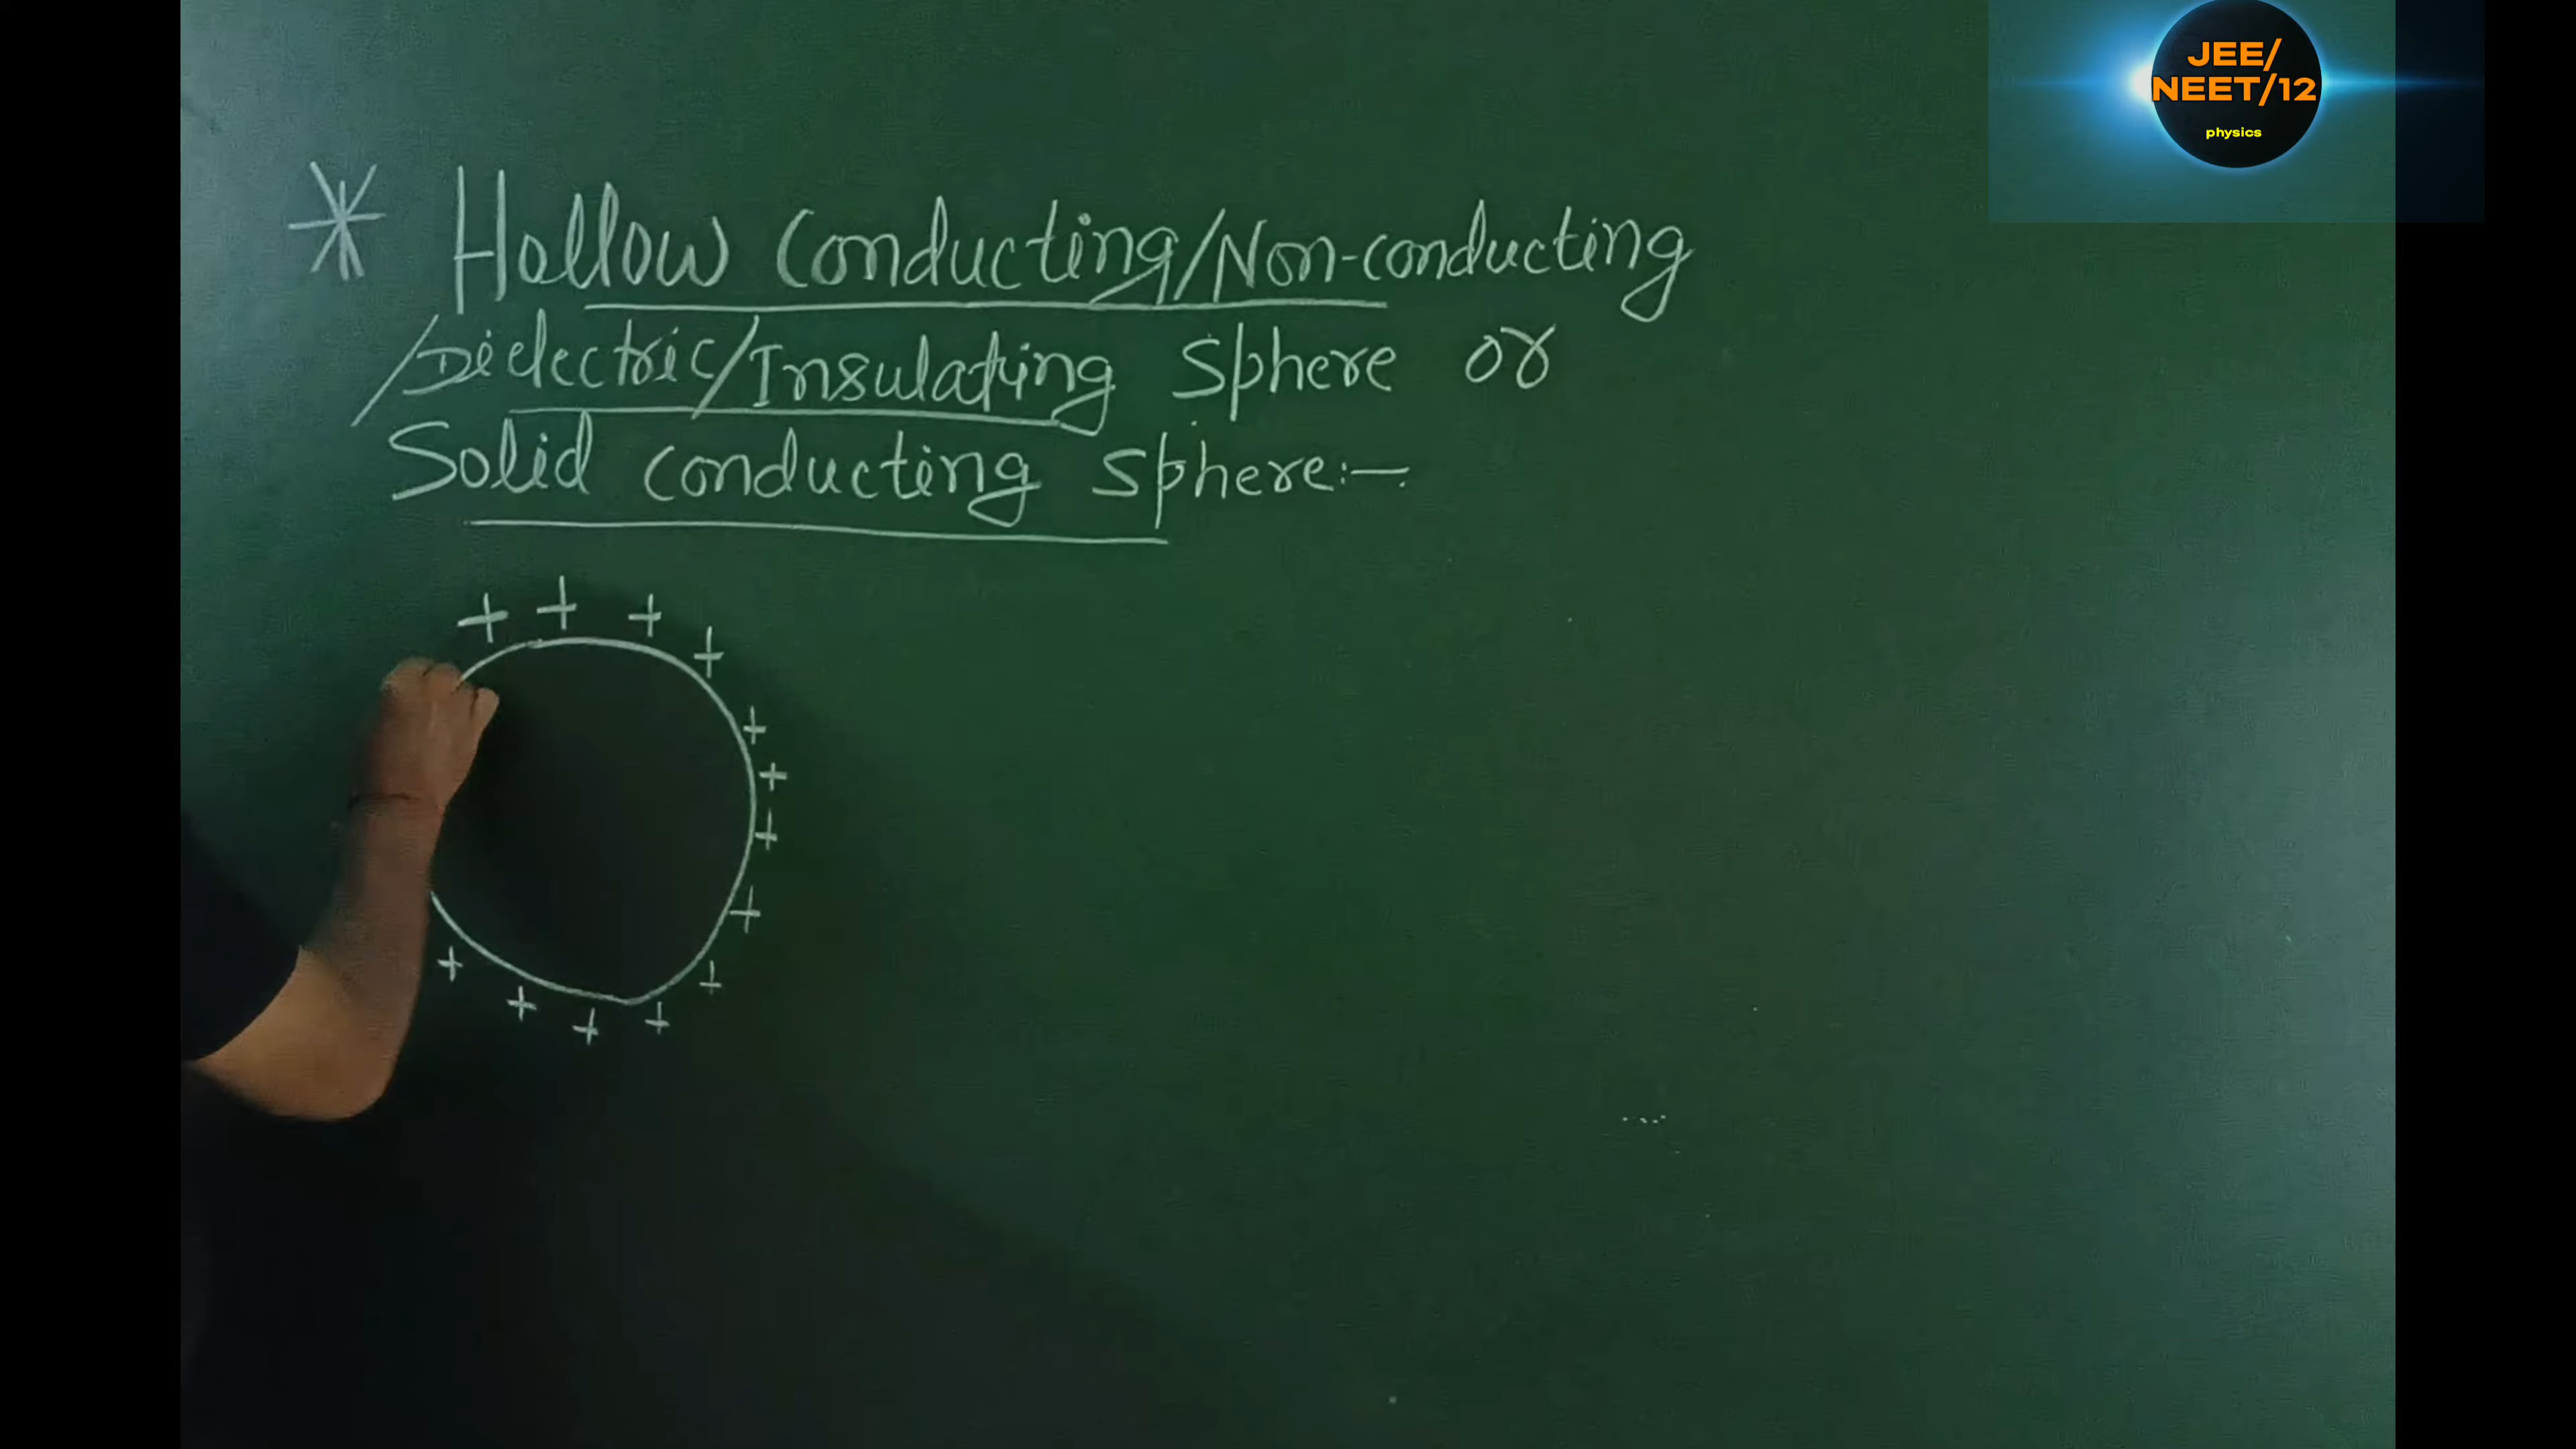 * Hollow Conducting/Non-conducting
/Dielectric/Insulating Sphere or
Solid conducting sphere:-
+ + + +
+
+
+
+
+
+ + + +
JEE/
NEET/12
physics